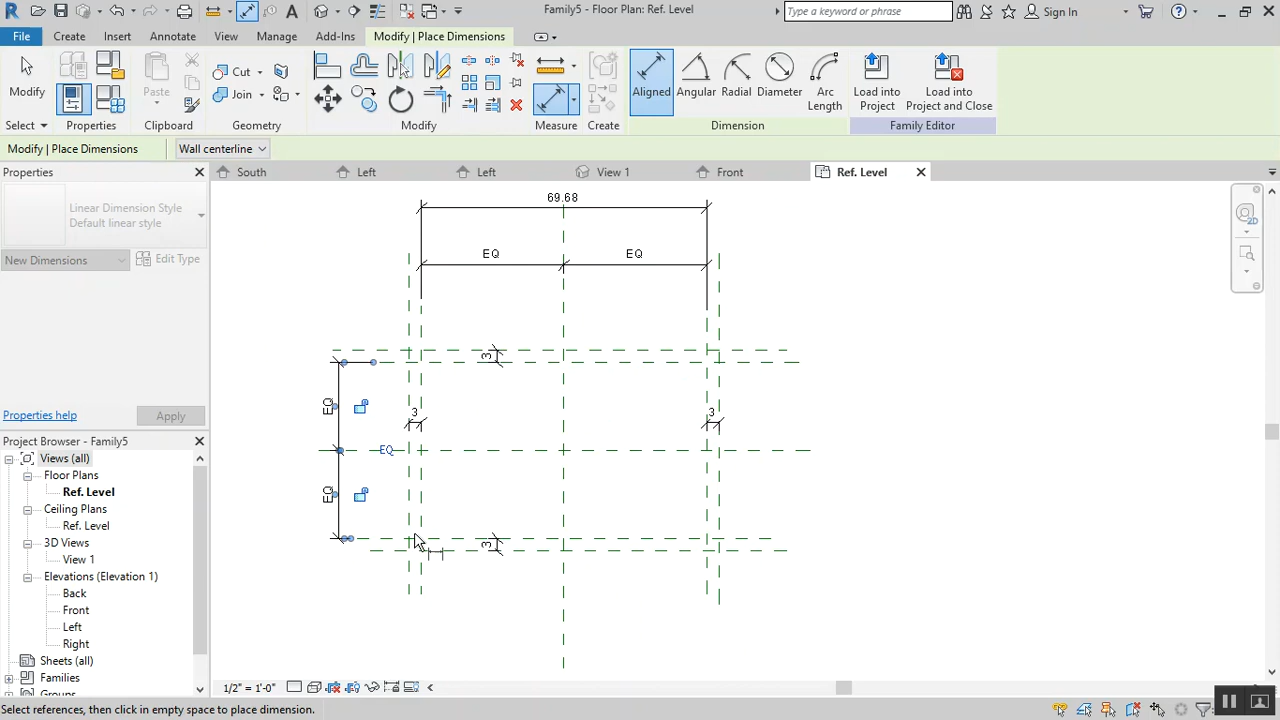 Family5 - Floor Plan: Ref. Level
Type a keyword or phrase
Sign In
File
Create
Insert
Annotate
View
Manage
Add-Ins
Modify | Place Dimensions
Modify
Paste
Cut
Join
Aligned
Angular
Radial
Diameter
Arc
Length
Load into
Project
Load into
Project and Close
Select
Properties
Clipboard
Geometry
Modify
Measure
Create
Dimension
Family Editor
Modify | Place Dimensions
Wall centerline
Properties
South
Left
Left
View 1
Front
Ref. Level
Linear Dimension Style
Default linear style
New Dimensions
Edit Type
Properties help
Apply
Project Browser - Family5
Views (all)
Floor Plans
Ref. Level
Ceiling Plans
Ref. Level
3D Views
View 1
Elevations (Elevation 1)
Back
Front
Left
Right
Sheets (all)
Families
Groups
69.68
EQ
EQ
3
EQ
3
3
EQ
EQ
3
2D
1/2" = 1'-0"
Select references, then click in empty space to place dimension.